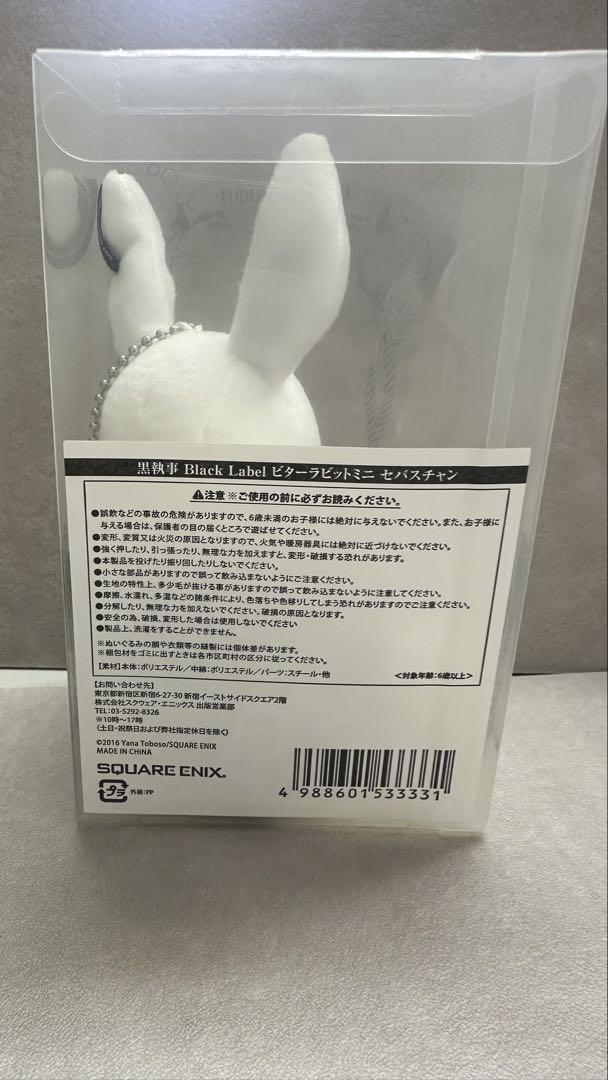 黒執事 Black Label ビターラビットミニ セバスチャン
⚠注意 ※ご使用の前に必ずお読みください。
●誤飲などの事故の危険がありますので、6歳未満のお子様には絶対に与えないでください。また、お子様に
与える場合は、保護者の目の届くところで遊ばせてください。
●変形、変質又は火災の原因となりますので、火気や暖房器具には絶対に近づけないでください。
●強く押したり、引っ張ったり、無理な力を加えますと、変形・破損する恐れがあります。
●本製品を投げたり振り回したりしないでください。
●小さな部品がありますので誤って飲み込まないようにご注意ください。
●生地の特性上、多少毛が抜ける事がありますので誤って飲み込まないように注意してください。
●摩擦、水濡れ、多湿などの諸条件により、色落ちや色移りしてしまう恐れがありますのでご注意ください。
●分解したり、無理な力を加えないでください。破損の原因となります。
●安全の為、破損、変形した場合は使用しないでください
●製品上、洗濯をすることができません。
※ぬいぐるみの顔や衣類等の縫製には個体差があります。
※梱包材をゴミに出すときは各市区町村の区分に従ってください。
【素材】本体:ポリエステル/中綿:ポリエステル/パーツ:スチール・他 <対象年齢:6歳以上>
【お問い合わせ先】
東京都新宿区新宿6-27-30 新宿イーストサイドスクエア2階
株式会社スクウェア・エニックス 出版営業部
TEL:03-5292-8326
※10時〜17時
(土日・祝祭日および弊社指定休日を除く)
©2016 Yana Toboso/SQUARE ENIX
MADE IN CHINA
SQUARE ENIX.
プラ 外装:PP
4 988601 533331